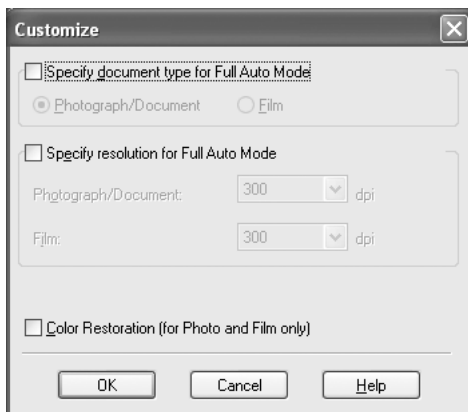 Customize
Specify document type for Full Auto Mode
Photograph/Document Film
Specify resolution for Full Auto Mode
Photograph/Document: 300 dpi
Film: 300 dpi
Color Restoration (for Photo and Film only)
OK Cancel Help